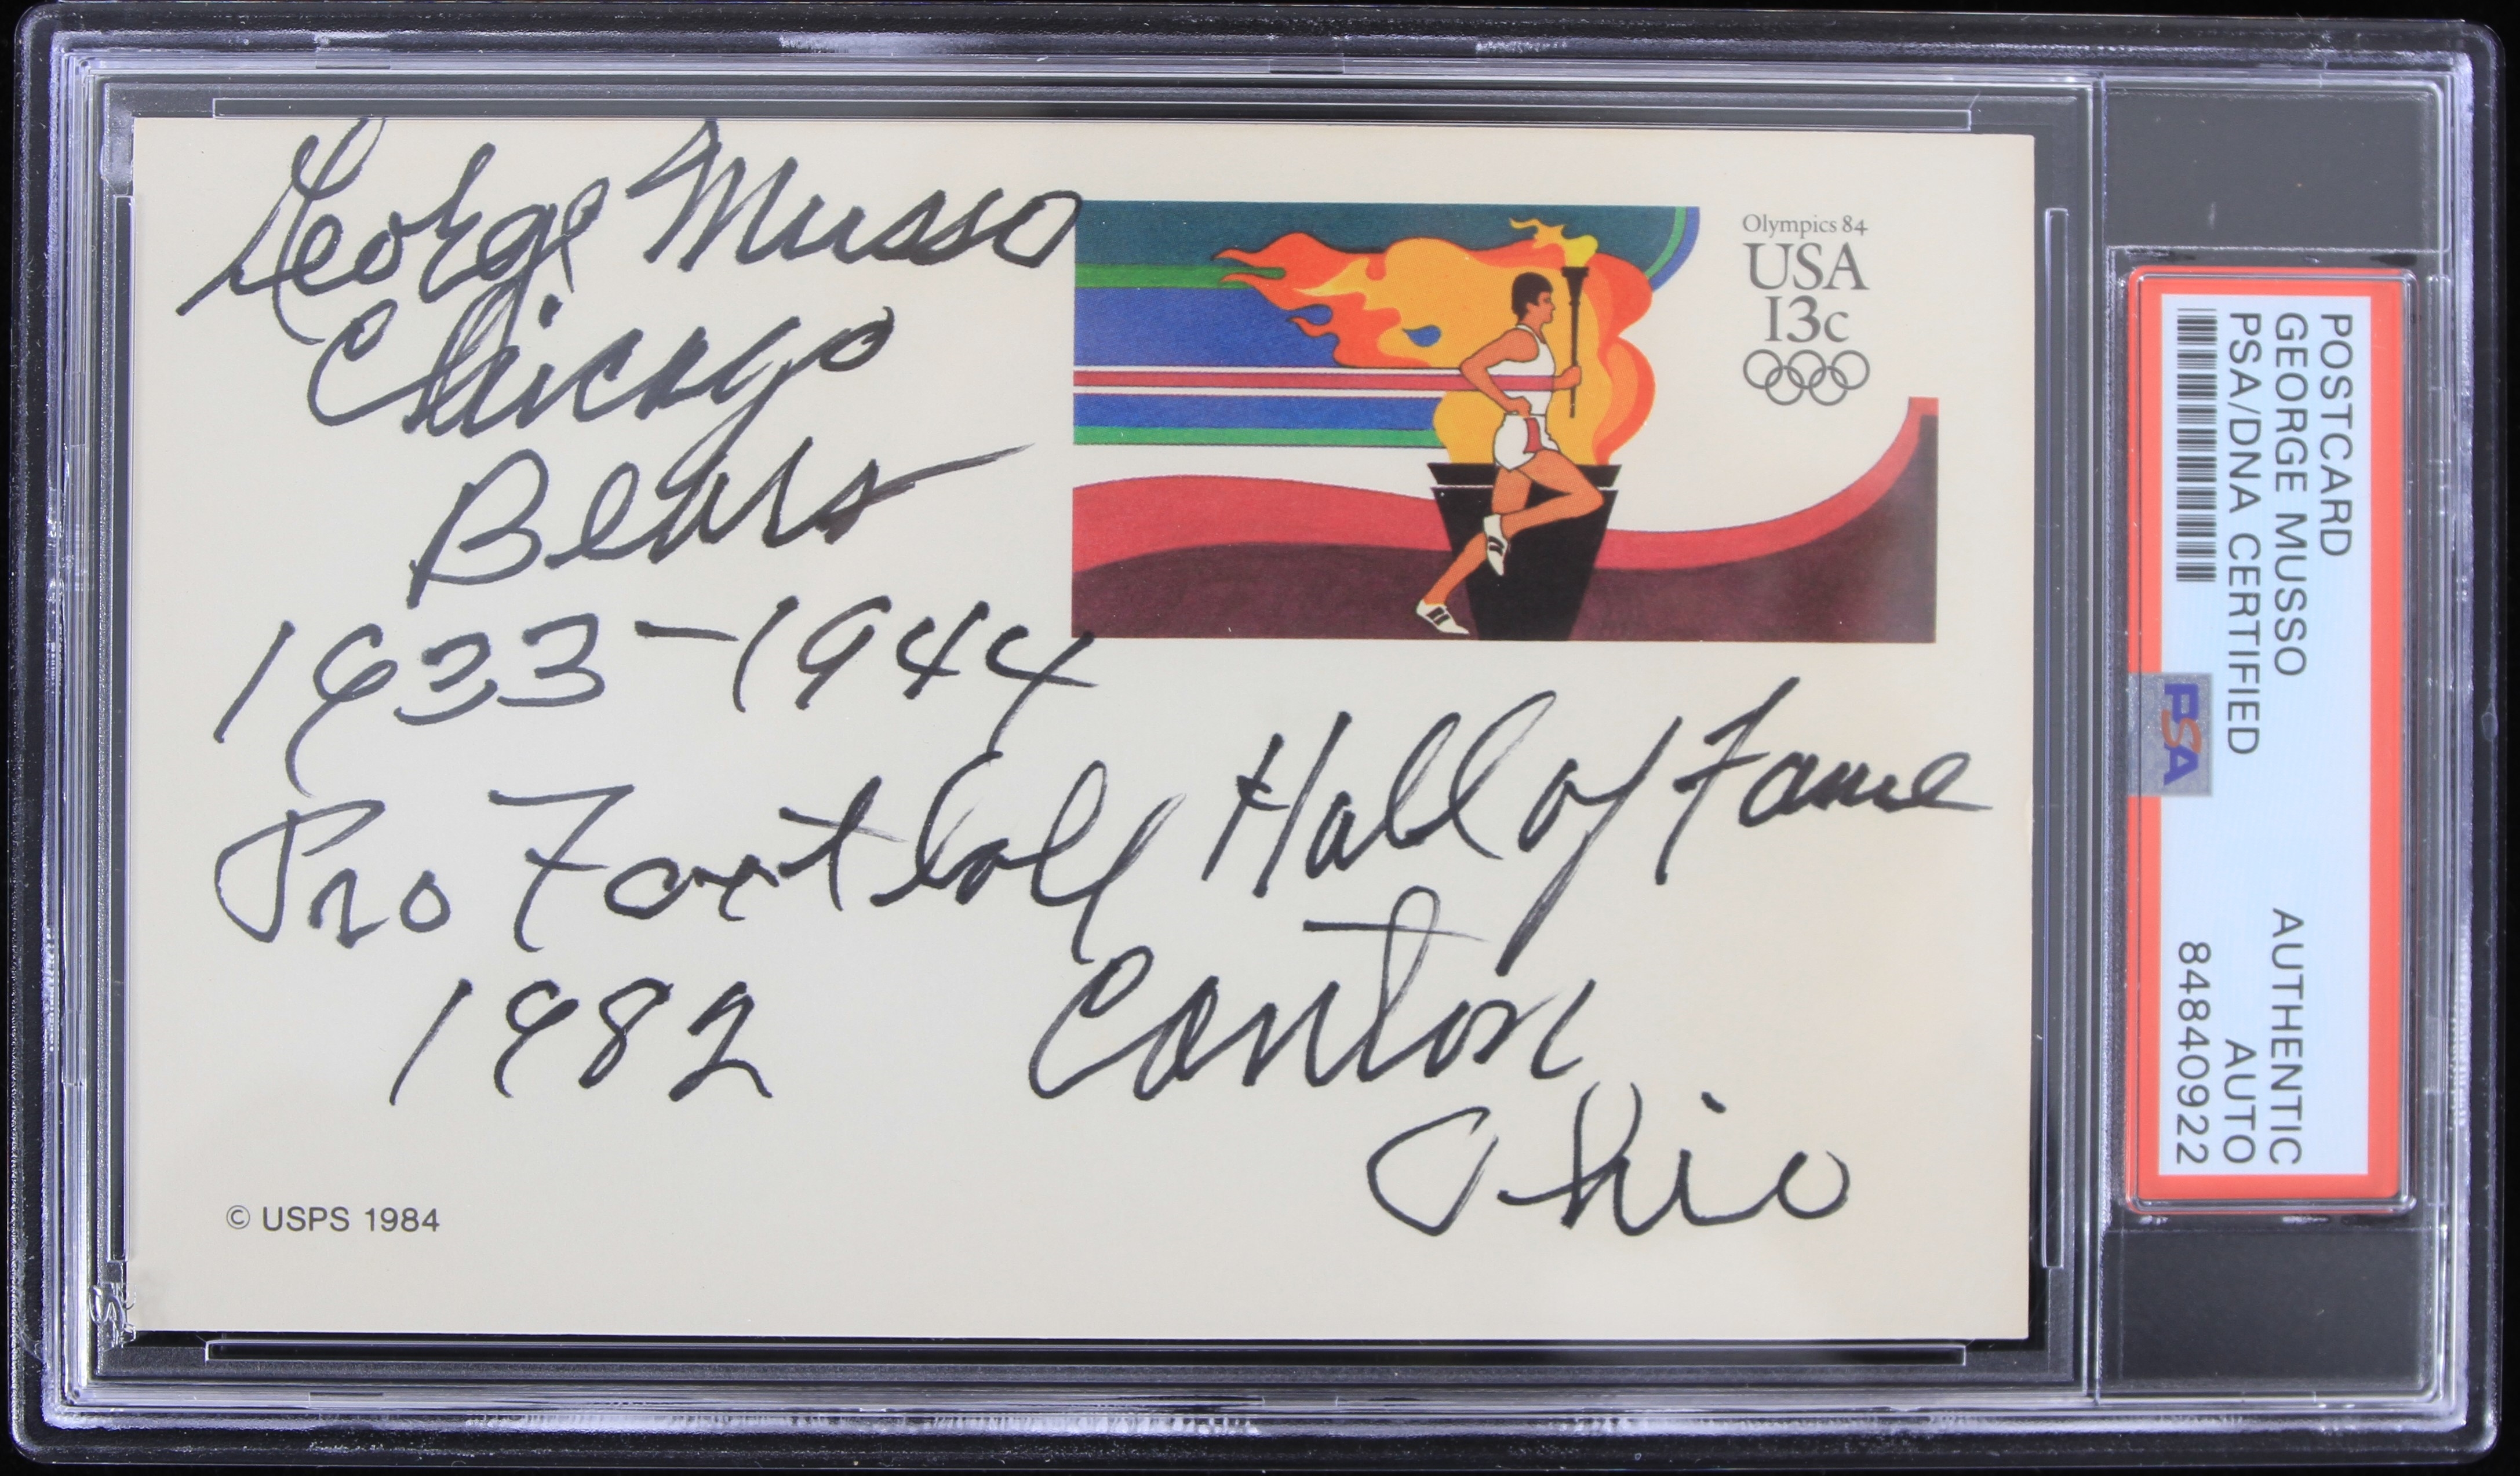 George Musso
Chicago
Bears
1933-1944
Pro Football Hall of Fame
1982 Canton
Ohio
Olympics 84
USA
13c
© USPS 1984
POSTCARD
GEORGE MUSSO
PSA/DNA CERTIFIED
AUTHENTIC
AUTO
84840922
PSA